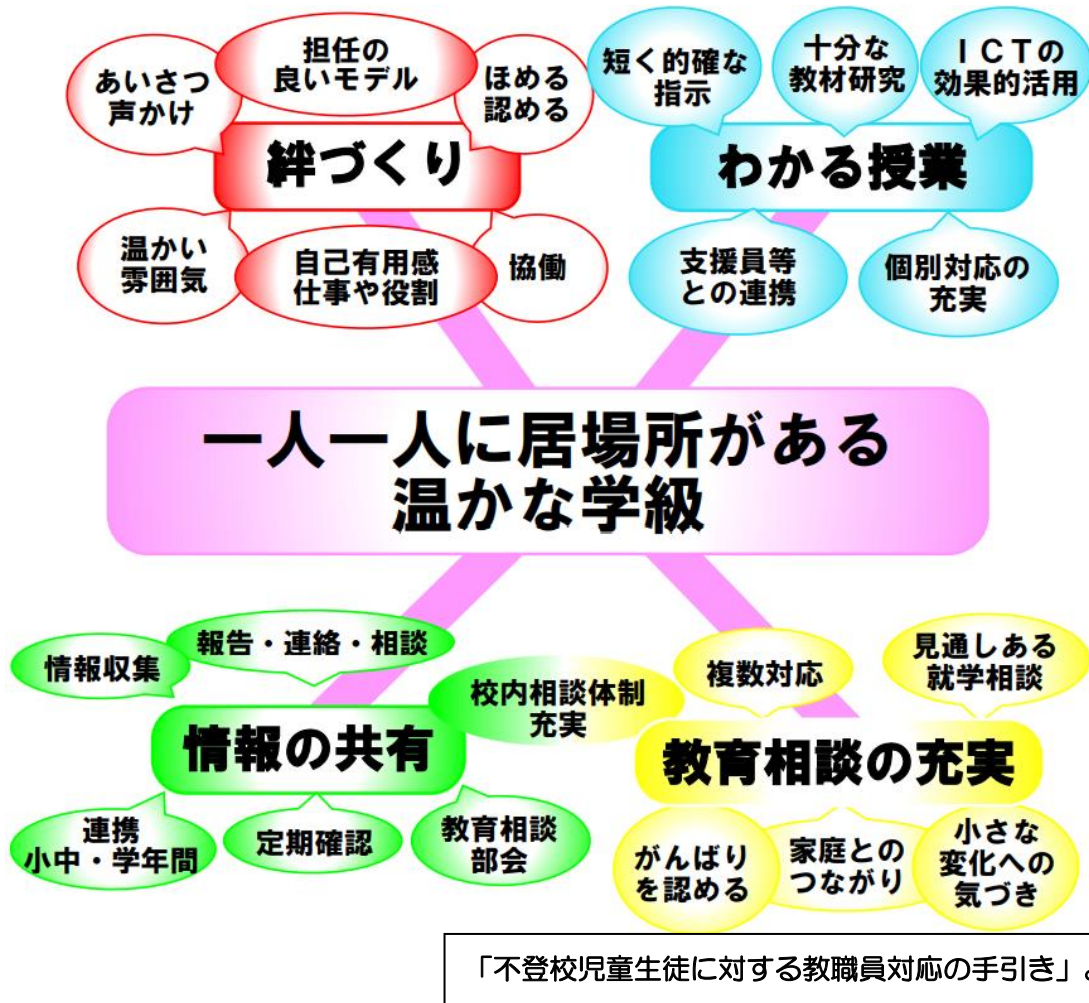 あいさつ
声かけ
担任の
良いモデル
ほめる
認める
絆づくり
温かい
雰囲気
自己有用感
仕事や役割
協働
短く的確な
指示
十分な
教材研究
ICTの
効果的活用
わかる授業
支援員等
との連携
個別対応の
充実
一人一人に居場所がある
温かな学級
情報収集
報告・連絡・相談
校内相談体制
充実
情報の共有
連携
小中・学年間
定期確認
教育相談
部会
複数対応
見通しある
就学相談
教育相談の充実
がんばり
を認める
家庭との
つながり
小さな
変化への
気づき
「不登校児童生徒に対する教職員対応の手引き」